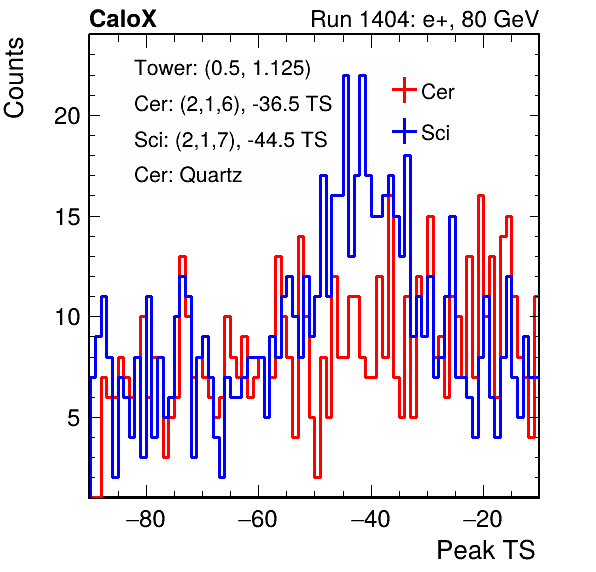 CaloX Run 1404: e+, 80 GeV
Counts
Tower: (0.5, 1.125)
Cer: (2,1,6), -36.5 TS
Sci: (2,1,7), -44.5 TS
Cer: Quartz
Cer
Sci
20
15
10
5
−80 −60 −40 −20
Peak TS